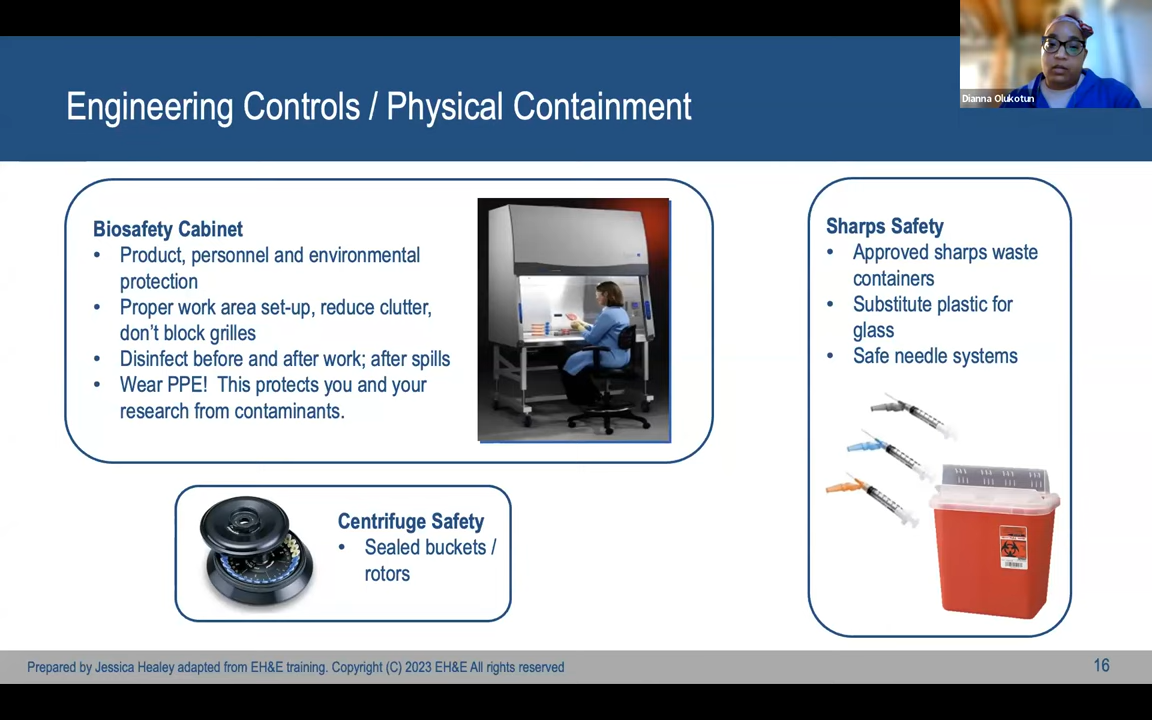 Dianna Olukotun
Engineering Controls / Physical Containment
Biosafety Cabinet
• Product, personnel and environmental
protection
• Proper work area set-up, reduce clutter,
don't block grilles
• Disinfect before and after work; after spills
• Wear PPE! This protects you and your
research from contaminants.
Centrifuge Safety
• Sealed buckets /
rotors
Sharps Safety
• Approved sharps waste
containers
• Substitute plastic for
glass
• Safe needle systems
Prepared by Jessica Healey adapted from EH&E training. Copyright (C) 2023 EH&E All rights reserved
16